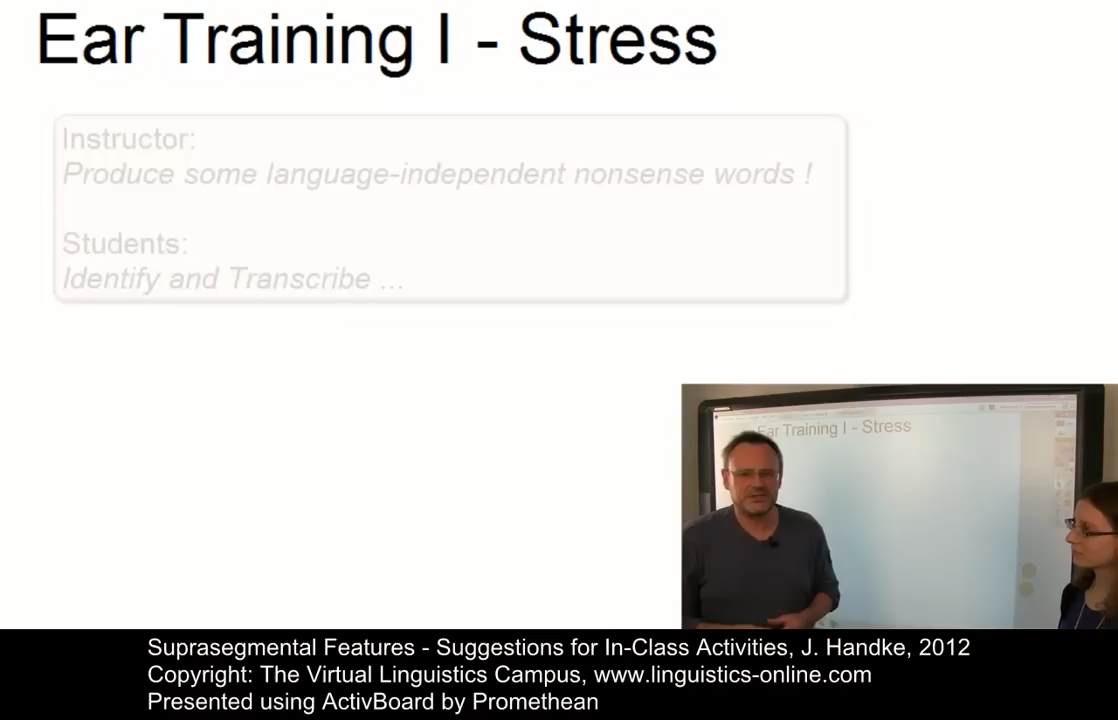 Ear Training I - Stress
Instructor:
Produce some language-independent nonsense words !
Students:
Identify and Transcribe ...
Ear Training I - Stress
Suprasegmental Features - Suggestions for In-Class Activities, J. Handke, 2012
Copyright: The Virtual Linguistics Campus, www.linguistics-online.com
Presented using ActivBoard by Promethean